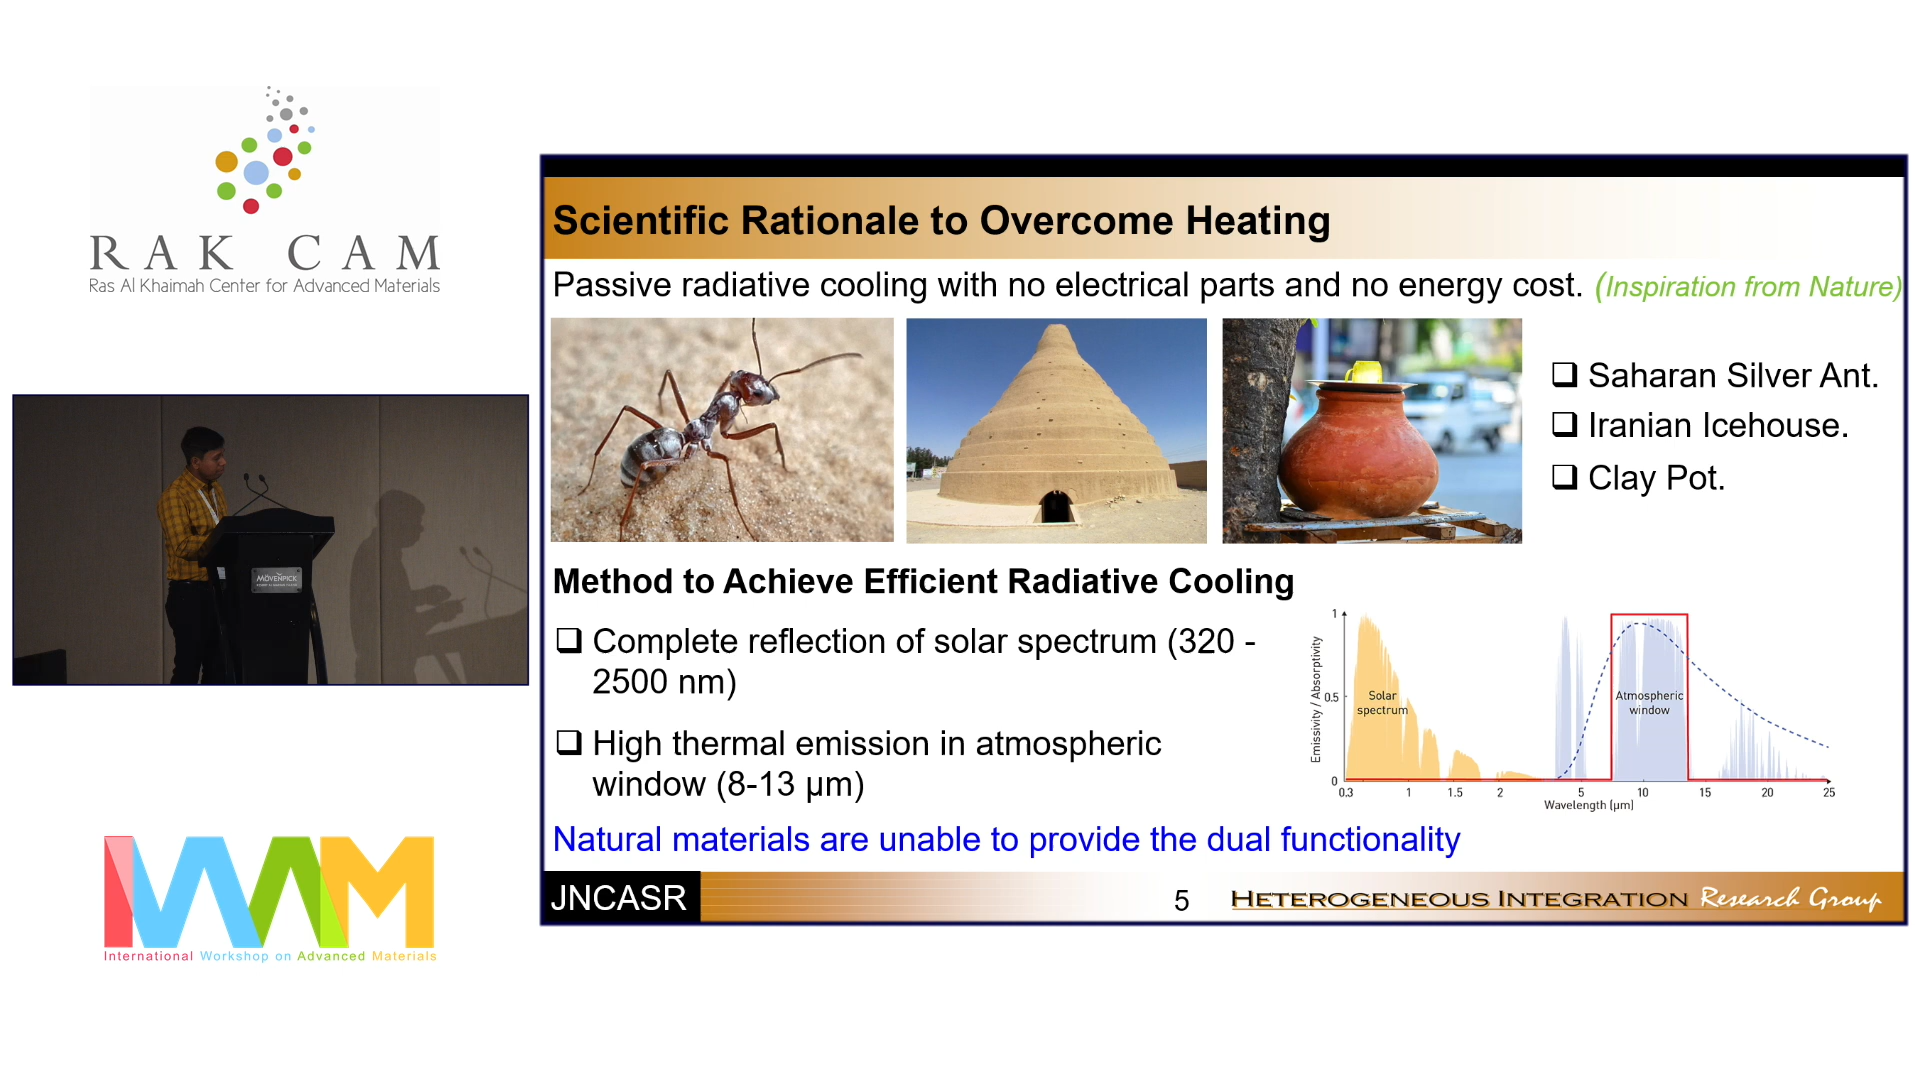 RAK CAM
Ras Al Khaimah Center for Advanced Materials
MÖVENPICK
IWAM
International Workshop on Advanced Materials
Scientific Rationale to Overcome Heating
Passive radiative cooling with no electrical parts and no energy cost. (Inspiration from Nature)
❑ Saharan Silver Ant.
❑ Iranian Icehouse.
❑ Clay Pot.
Method to Achieve Efficient Radiative Cooling
❑ Complete reflection of solar spectrum (320 -
2500 nm)
❑ High thermal emission in atmospheric
window (8-13 μm)
Emissivity / Absorptivity
1
0.5
0
Solar
spectrum
Atmospheric
window
0.3 1 1.5 2 5 10 15 20 25
Wavelength (μm)
Natural materials are unable to provide the dual functionality
JNCASR
5
Heterogeneous Integration Research Group